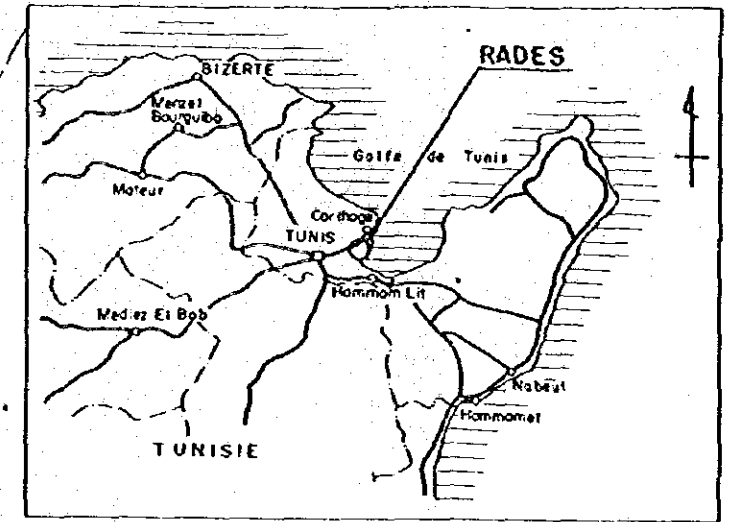 RADES
BIZERTE
Menzel
Bourguiba
Golfe de Tunis
Mateur
Carthage
TUNIS
Hammam Lif
Medjez El Bab
Nabeul
Hammamet
TUNISIE